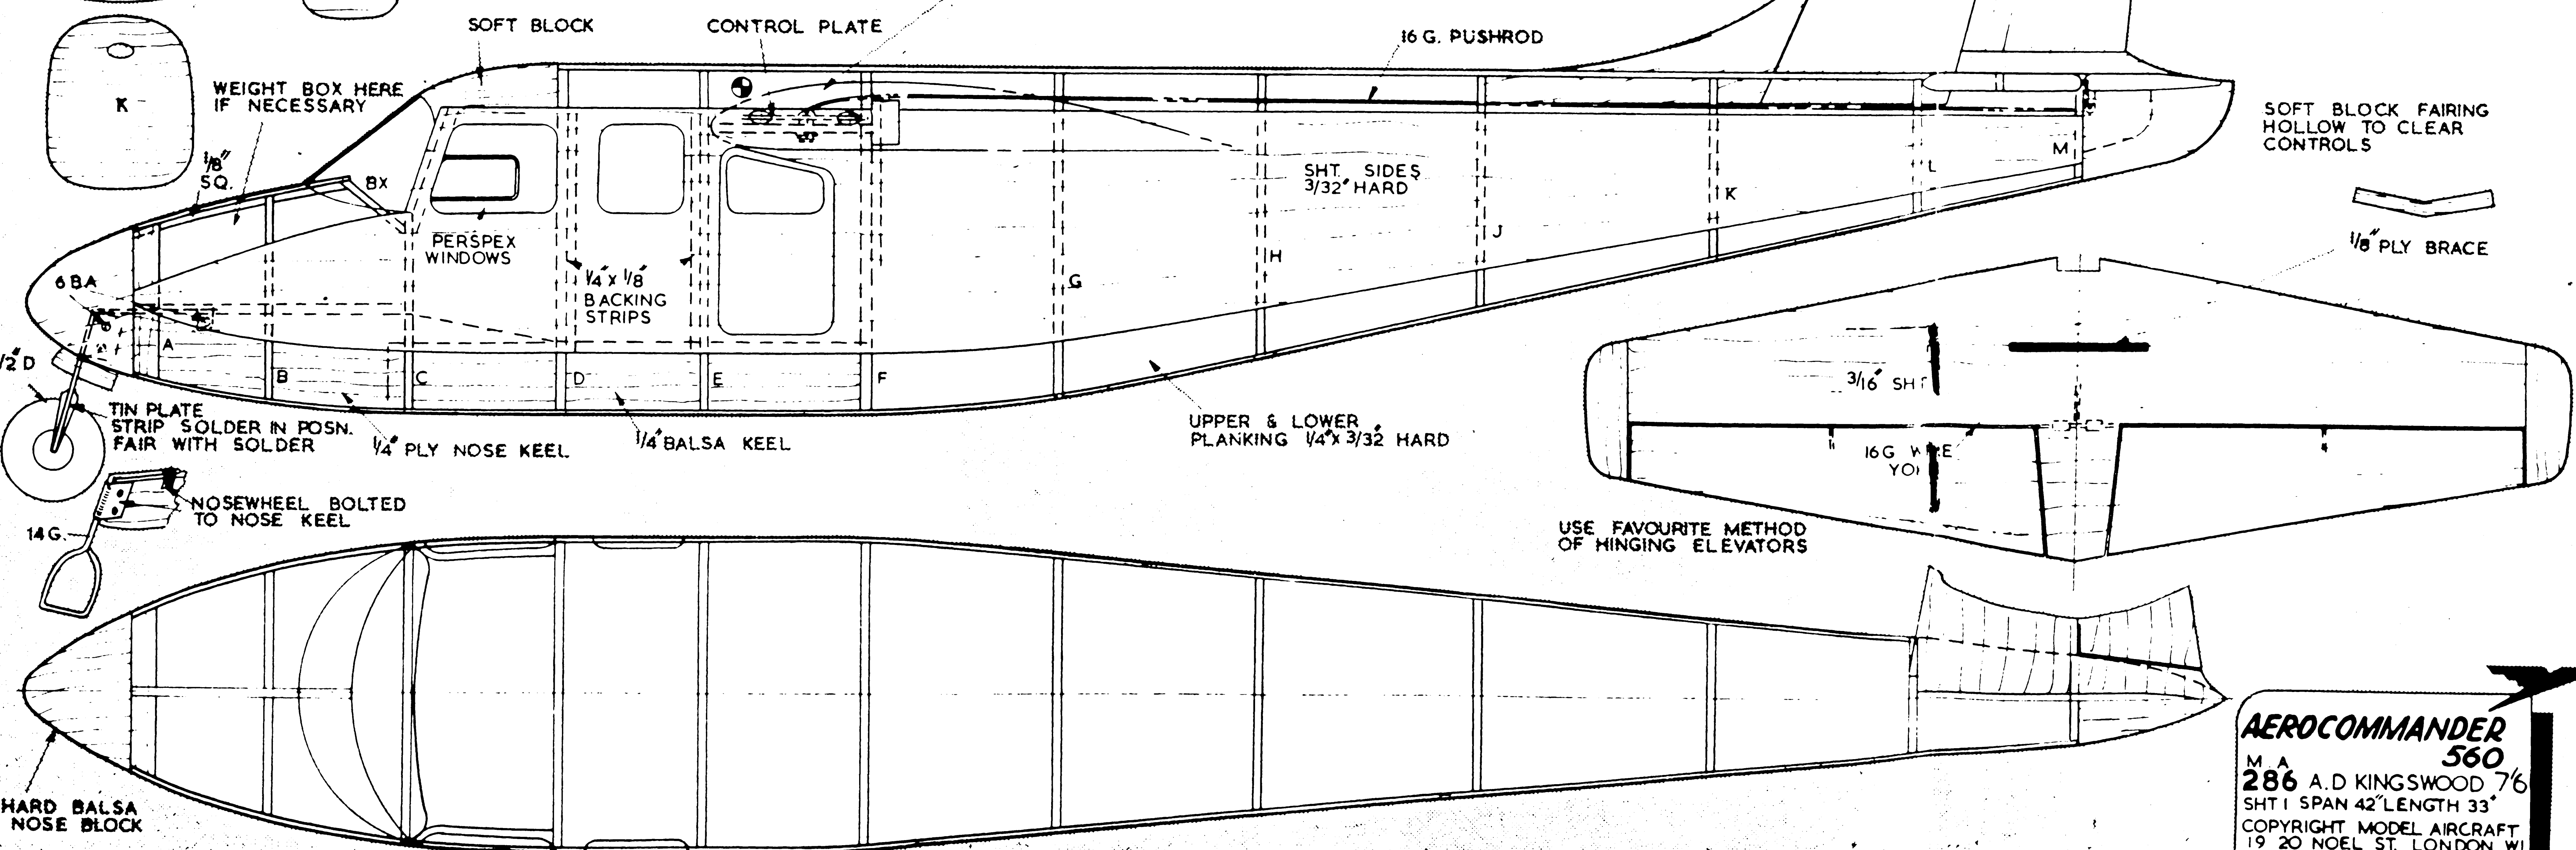 SOFT BLOCK
CONTROL PLATE
16 G. PUSHROD
K
WEIGHT BOX HERE
IF NECESSARY
1/8"
SQ.
BX
SOFT BLOCK FAIRING
HOLLOW TO CLEAR
CONTROLS
SHT. SIDES
3/32" HARD
M
L
K
J
H
G
PERSPEX
WINDOWS
1/4" x 1/8"
BACKING
STRIPS
1/8" PLY BRACE
6 BA
A
B
C
D
E
F
1/2" D
TIN PLATE
STRIP SOLDER IN POSN.
FAIR WITH SOLDER
1/4" PLY NOSE KEEL
1/4" BALSA KEEL
UPPER & LOWER
PLANKING 1/4" x 3/32" HARD
3/16" SHT
16G
NOSEWHEEL BOLTED
TO NOSE KEEL
14 G.
USE FAVOURITE METHOD
OF HINGING ELEVATORS
HARD BALSA
NOSE BLOCK
AEROCOMMANDER
560
M A
286 A.D KINGSWOOD 7'6
SHT 1 SPAN 42" LENGTH 33"
COPYRIGHT MODEL AIRCRAFT
19 20 NOEL ST. LONDON W1